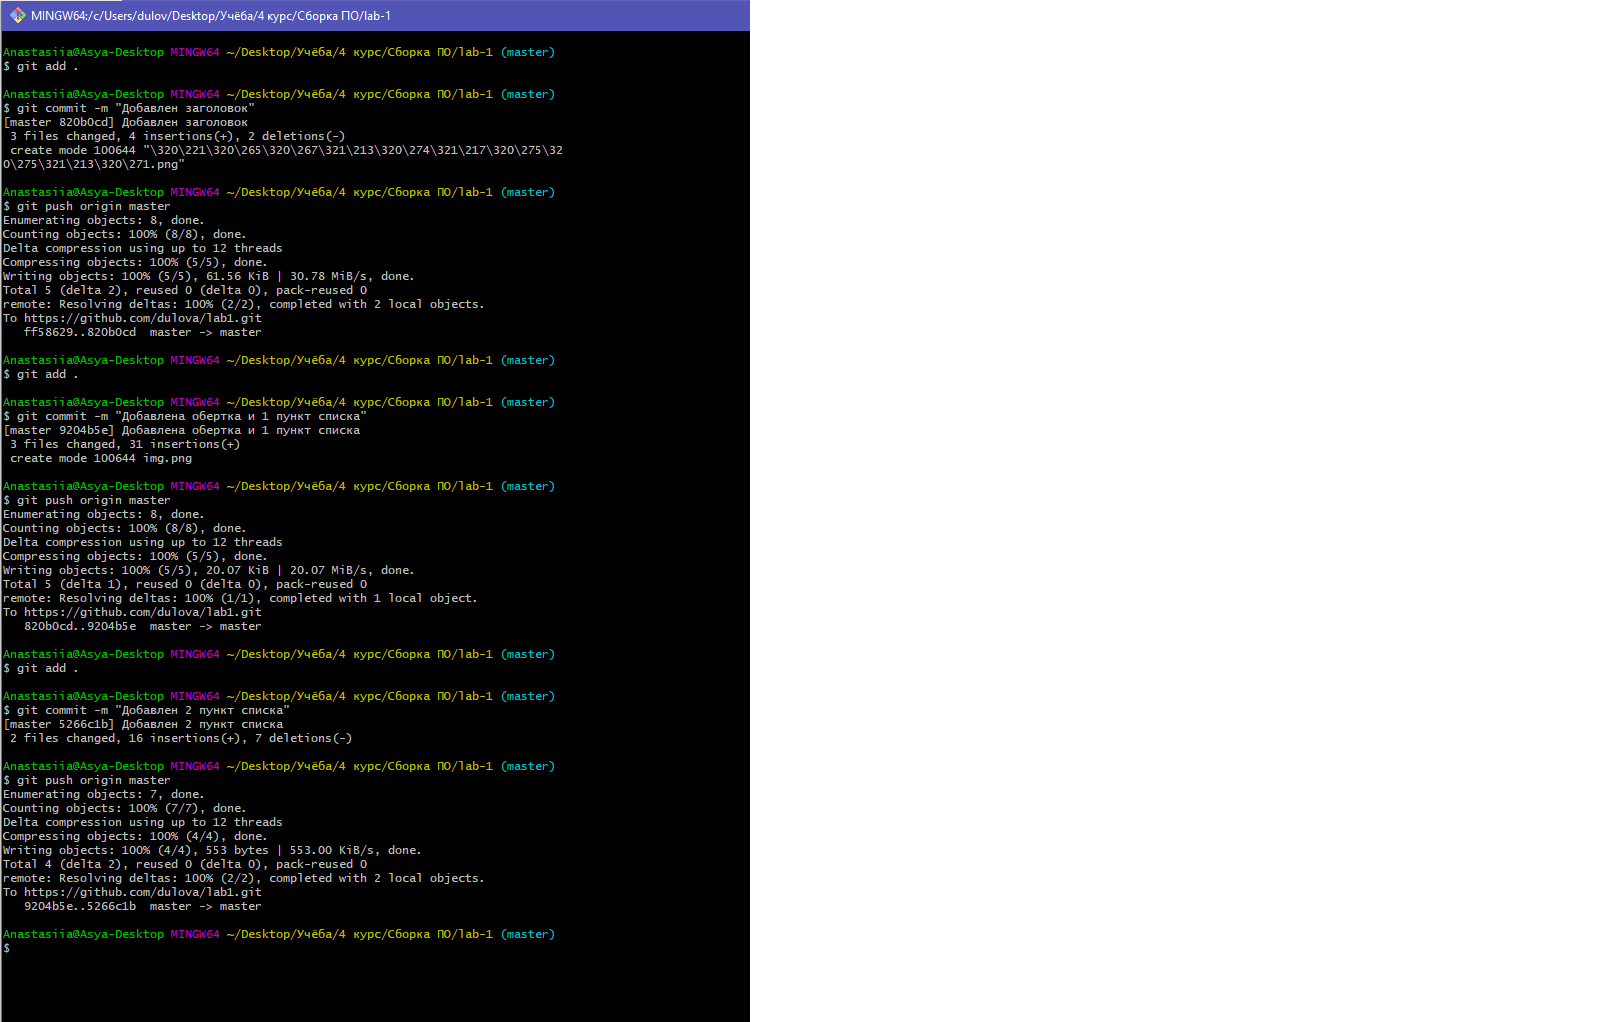 MINGW64:/c/Users/dulov/Desktop/Учёба/4 курс/Сборка ПО/lab-1
Anastasiia@Asya-Desktop MINGW64 ~/Desktop/Учёба/4 курс/Сборка ПО/lab-1 (master)
$ git add .
Anastasiia@Asya-Desktop MINGW64 ~/Desktop/Учёба/4 курс/Сборка ПО/lab-1 (master)
$ git commit -m "Добавлен заголовок"
[master 820b0cd] Добавлен заголовок
3 files changed, 4 insertions(+), 2 deletions(-)
create mode 100644 "\320\221\320\265\320\267\321\213\320\274\321\217\320\275\32
0\275\321\213\320\271.png"
Anastasiia@Asya-Desktop MINGW64 ~/Desktop/Учёба/4 курс/Сборка ПО/lab-1 (master)
$ git push origin master
Enumerating objects: 8, done.
Counting objects: 100% (8/8), done.
Delta compression using up to 12 threads
Compressing objects: 100% (5/5), done.
Writing objects: 100% (5/5), 61.56 KiB | 30.78 MiB/s, done.
Total 5 (delta 2), reused 0 (delta 0), pack-reused 0
remote: Resolving deltas: 100% (2/2), completed with 2 local objects.
To https://github.com/dulova/lab1.git
ff58629..820b0cd  master -> master
Anastasiia@Asya-Desktop MINGW64 ~/Desktop/Учёба/4 курс/Сборка ПО/lab-1 (master)
$ git add .
Anastasiia@Asya-Desktop MINGW64 ~/Desktop/Учёба/4 курс/Сборка ПО/lab-1 (master)
$ git commit -m "Добавлена обертка и 1 пункт списка"
[master 9204b5e] Добавлена обертка и 1 пункт списка
3 files changed, 31 insertions(+)
create mode 100644 img.png
Anastasiia@Asya-Desktop MINGW64 ~/Desktop/Учёба/4 курс/Сборка ПО/lab-1 (master)
$ git push origin master
Enumerating objects: 8, done.
Counting objects: 100% (8/8), done.
Delta compression using up to 12 threads
Compressing objects: 100% (5/5), done.
Writing objects: 100% (5/5), 20.07 KiB | 20.07 MiB/s, done.
Total 5 (delta 1), reused 0 (delta 0), pack-reused 0
remote: Resolving deltas: 100% (1/1), completed with 1 local object.
To https://github.com/dulova/lab1.git
820b0cd..9204b5e  master -> master
Anastasiia@Asya-Desktop MINGW64 ~/Desktop/Учёба/4 курс/Сборка ПО/lab-1 (master)
$ git add .
Anastasiia@Asya-Desktop MINGW64 ~/Desktop/Учёба/4 курс/Сборка ПО/lab-1 (master)
$ git commit -m "Добавлен 2 пункт списка"
[master 5266c1b] Добавлен 2 пункт списка
2 files changed, 16 insertions(+), 7 deletions(-)
Anastasiia@Asya-Desktop MINGW64 ~/Desktop/Учёба/4 курс/Сборка ПО/lab-1 (master)
$ git push origin master
Enumerating objects: 7, done.
Counting objects: 100% (7/7), done.
Delta compression using up to 12 threads
Compressing objects: 100% (4/4), done.
Writing objects: 100% (4/4), 553 bytes | 553.00 KiB/s, done.
Total 4 (delta 2), reused 0 (delta 0), pack-reused 0
remote: Resolving deltas: 100% (2/2), completed with 2 local objects.
To https://github.com/dulova/lab1.git
9204b5e..5266c1b  master -> master
Anastasiia@Asya-Desktop MINGW64 ~/Desktop/Учёба/4 курс/Сборка ПО/lab-1 (master)
$